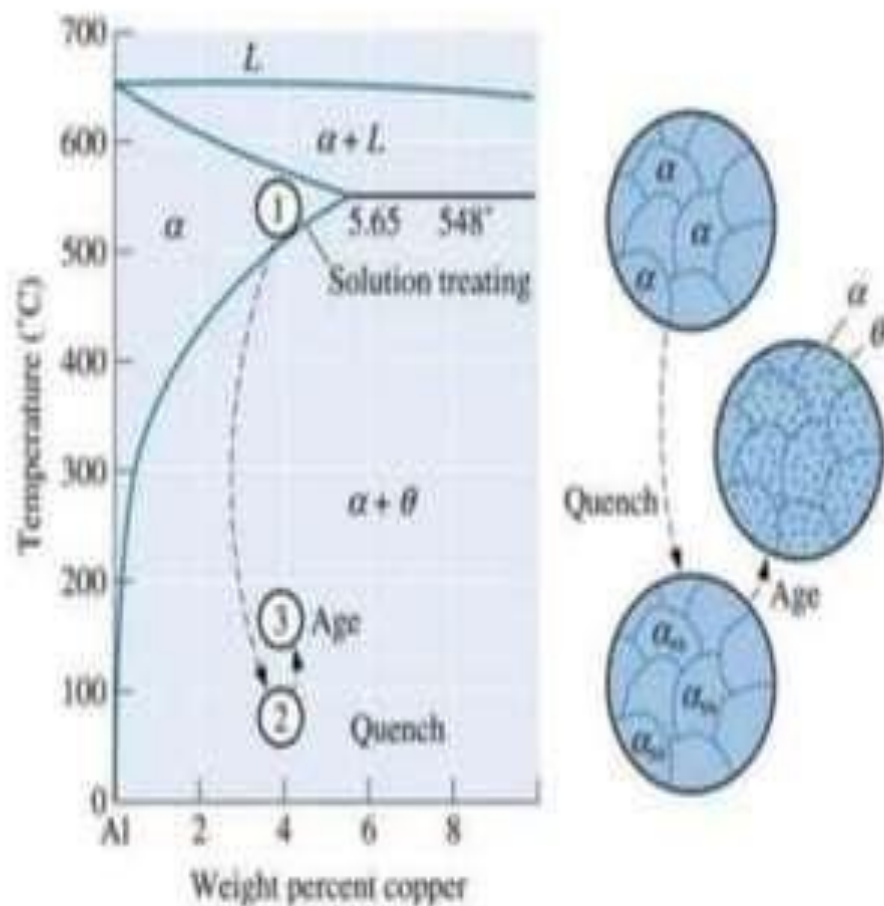 700
L
600
α + L
α
①
5.65 548°
500
Solution treating
400
300
α + θ
200
③ Age
100
② Quench
0
Al 2 4 6 8
Weight percent copper
Temperature (°C)
α
α
α
α
θ
Quench
Age
α
α
α